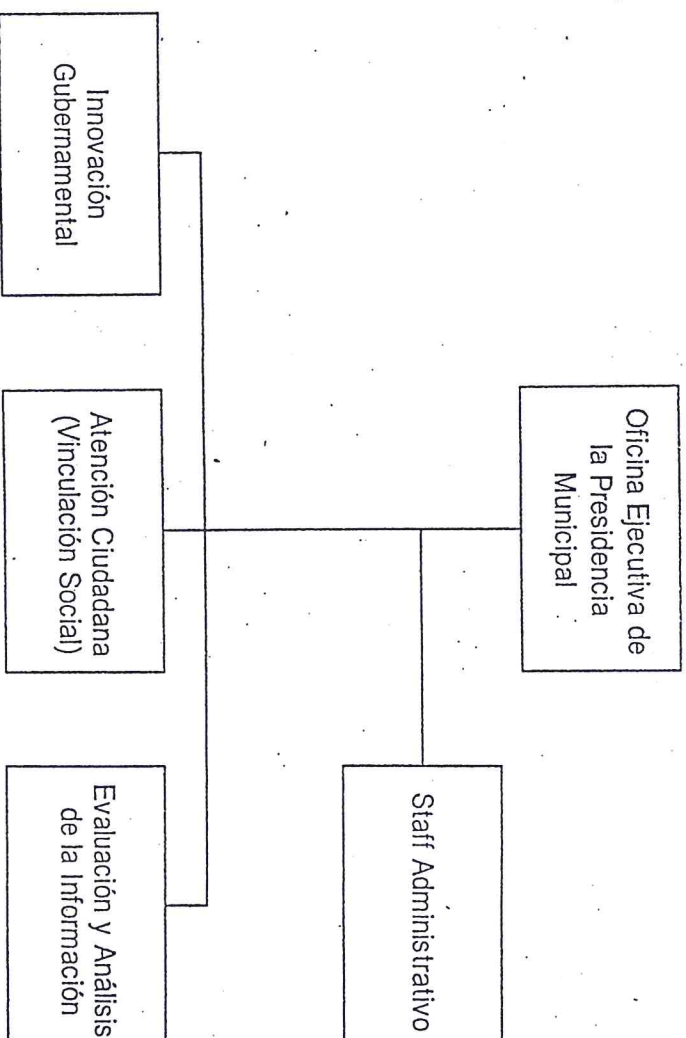 Oficina Ejecutiva de
la Presidencia
Municipal
Staff Administrativo
Innovación
Gubernamental
Atención Ciudadana
(Vinculación Social)
Evaluación y Análisis
de la Información